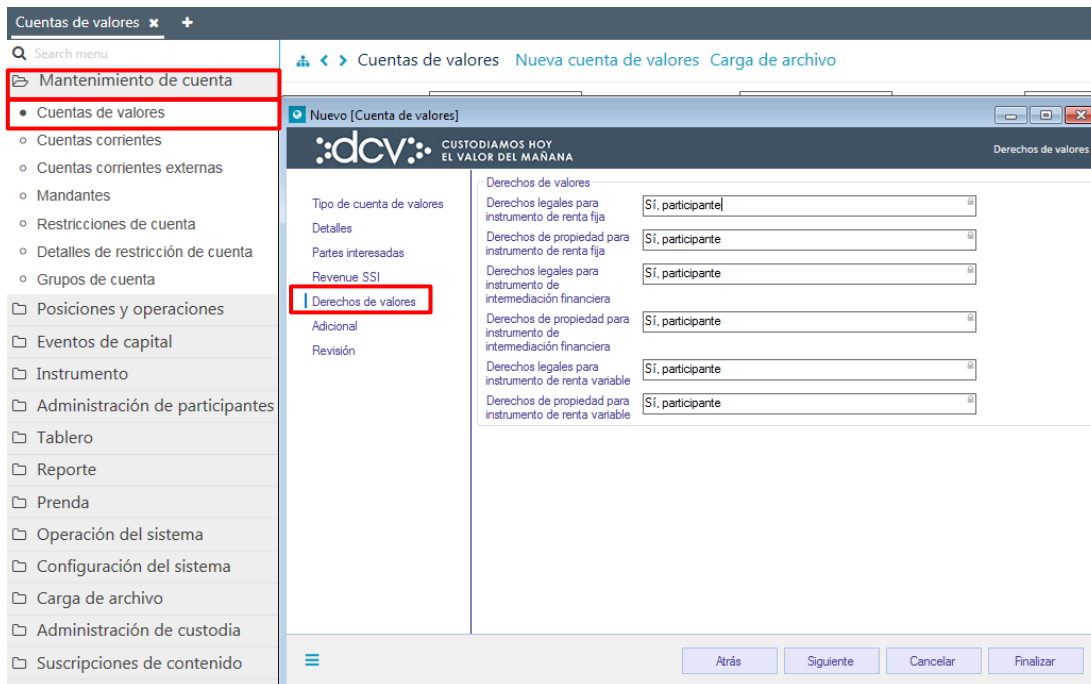 Cuentas de valores
Search menu
Mantenimiento de cuenta
Cuentas de valores
Cuentas corrientes
Cuentas corrientes externas
Mandantes
Restricciones de cuenta
Detalles de restricción de cuenta
Grupos de cuenta
Posiciones y operaciones
Eventos de capital
Instrumento
Administración de participantes
Tablero
Reporte
Prenda
Operación del sistema
Configuración del sistema
Carga de archivo
Administración de custodia
Suscripciones de contenido
Cuentas de valores Nueva cuenta de valores Carga de archivo
Nuevo [Cuenta de valores]
dcv CUSTODIAMOS HOY
EL VALOR DEL MAÑANA
Derechos de valores
Tipo de cuenta de valores
Detalles
Partes interesadas
Revenue SSI
Derechos de valores
Adicional
Revisión
Derechos de valores
Derechos legales para
instrumento de renta fija
Sí, participante
Derechos de propiedad para
instrumento de renta fija
Sí, participante
Derechos legales para
instrumento de
intermediación financiera
Sí, participante
Derechos de propiedad para
instrumento de
intermediación financiera
Sí, participante
Derechos legales para
instrumento de renta variable
Sí, participante
Derechos de propiedad para
instrumento de renta variable
Sí, participante
Atrás Siguiente Cancelar Finalizar